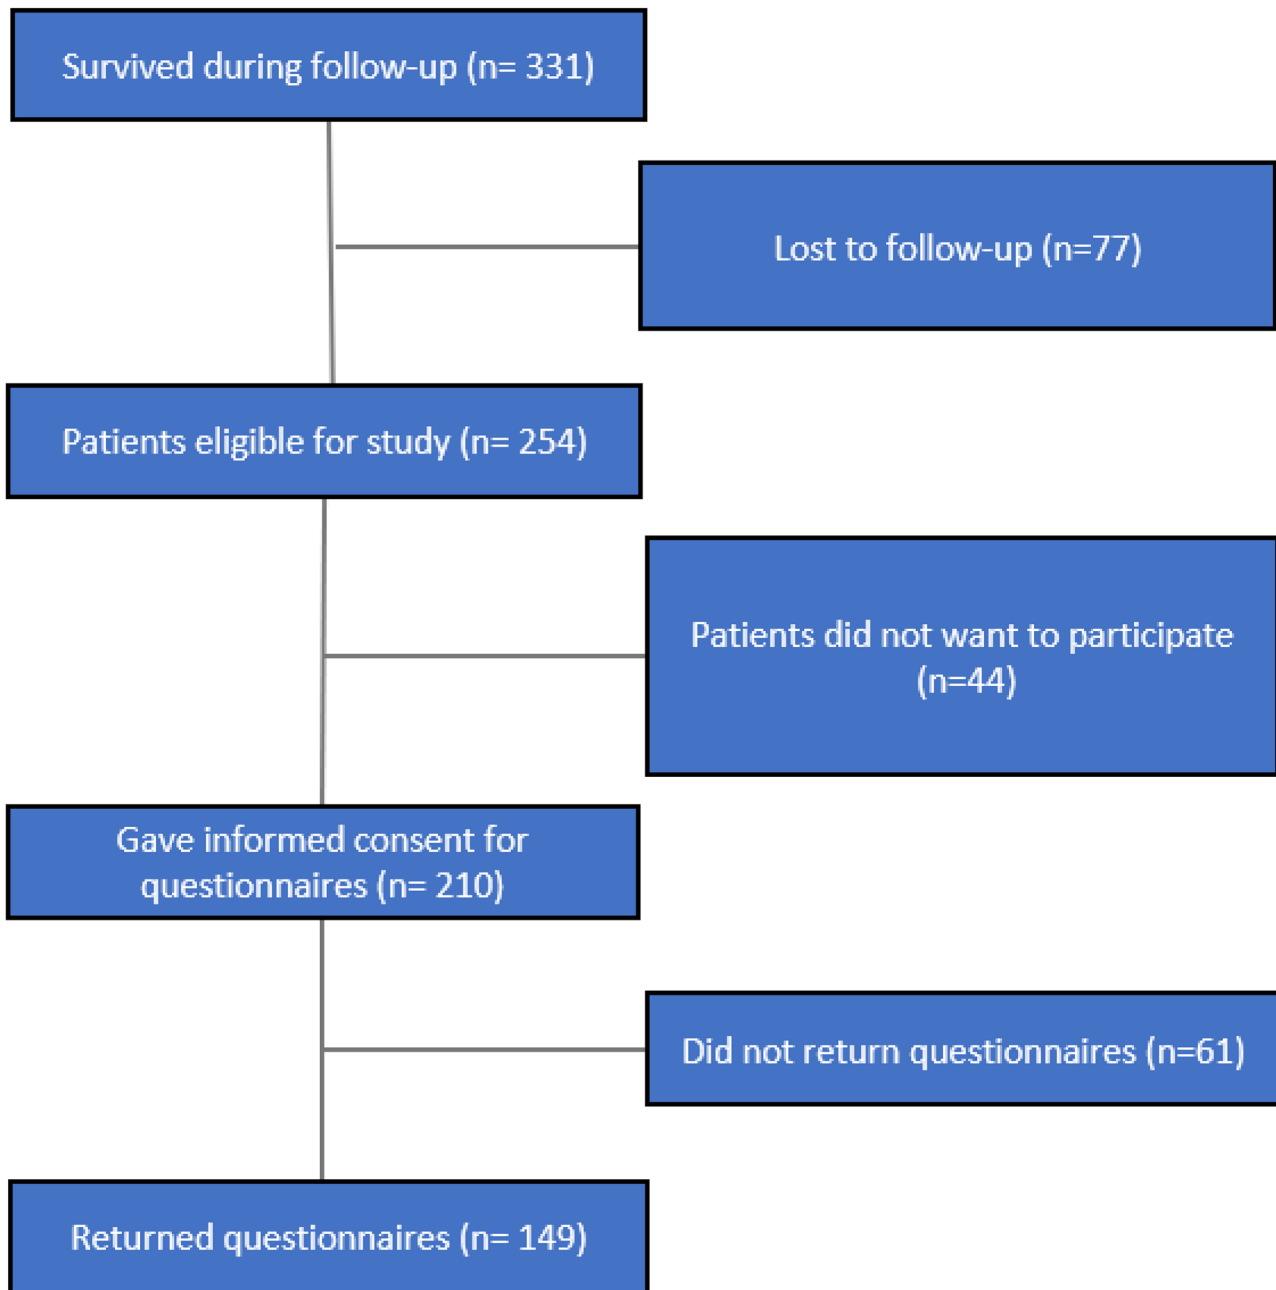 Survived during follow-up (n= 331)
Lost to follow-up (n=77)
Patients eligible for study (n= 254)
Patients did not want to participate
(n=44)
Gave informed consent for
questionnaires (n= 210)
Did not return questionnaires (n=61)
Returned questionnaires (n= 149)